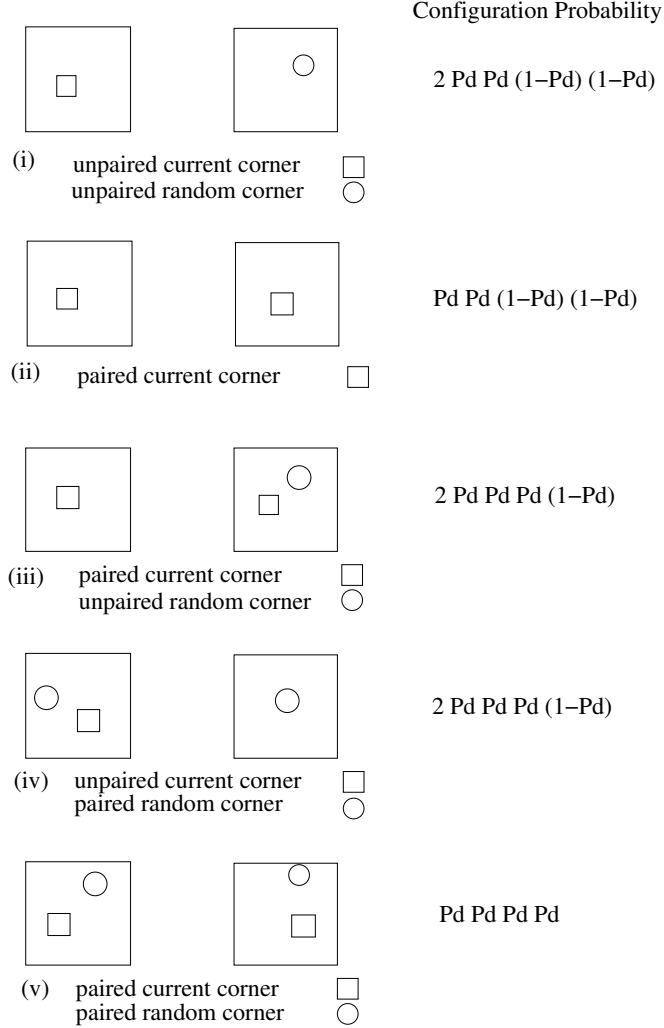 Configuration Probability
2 Pd Pd (1−Pd) (1−Pd)
(i)
unpaired current corner
unpaired random corner
Pd Pd (1−Pd) (1−Pd)
(ii) paired current corner
2 Pd Pd Pd (1−Pd)
(iii) paired current corner
unpaired random corner
2 Pd Pd Pd (1−Pd)
(iv) unpaired current corner
paired random corner
Pd Pd Pd Pd
(v) paired current corner
paired random corner